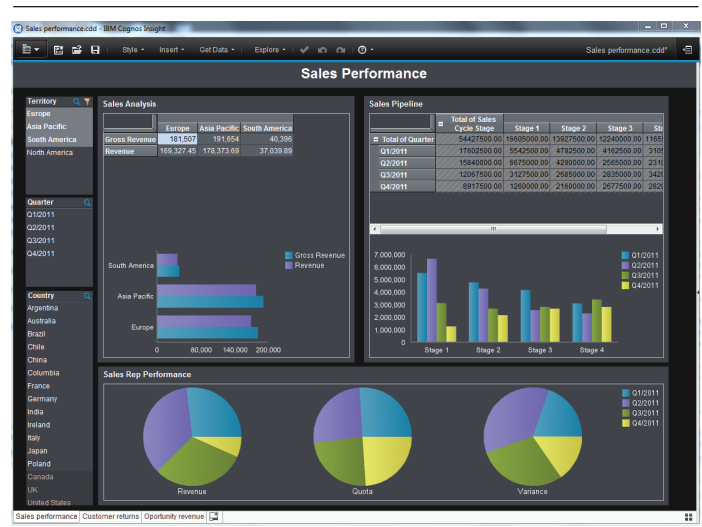 Sales performance.cdd - IBM Cognos Insight
Style Insert Get Data Explore Sales performance.cdd*
Sales Performance
Territory
Europe
Asia Pacific
South America
North America
Quarter
Q1/2011
Q2/2011
Q3/2011
Q4/2011
Country
Argentina
Australia
Brazil
Chile
China
Columbia
France
Germany
India
Ireland
Italy
Japan
Poland
Canada
UK
United States
Sales Analysis
Europe Asia Pacific South America
Gross Revenue 181,507 191,654 40,396
Revenue 169,327.45 178,373.69 37,039.89
Gross Revenue
Revenue
South America
Asia Pacific
Europe
0 80,000 140,000 200,000
Sales Pipeline
Total of Sales
Cycle Stage Stage 1 Stage 2 Stage 3
Total of Quarter 54427500.00 16605000.00 13927500.00 12240000.00
Q1/2011 17602500.00 5542500.00 4792500.00 4162500.00
Q2/2011 15840000.00 6675000.00 4290000.00 2565000.00
Q3/2011 12067500.00 3127500.00 2685000.00 2835000.00
Q4/2011 8917500.00 1260000.00 2160000.00 2677500.00
7,000,000
6,000,000
5,000,000
4,000,000
3,000,000
2,000,000
1,000,000
0
Stage 1 Stage 2 Stage 3 Stage 4
Q1/2011
Q2/2011
Q3/2011
Q4/2011
Sales Rep Performance
Revenue Quota Variance
Q1/2011
Q2/2011
Q3/2011
Q4/2011
Sales performance Customer returns Oportunity revenue